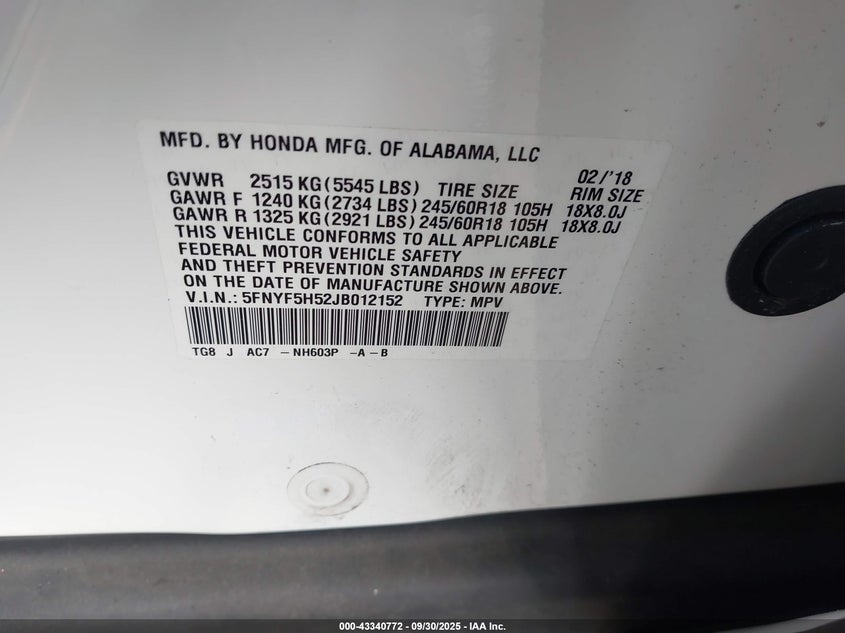 MFD. BY HONDA MFG. OF ALABAMA, LLC
02/'18
GVWR 2515 KG(5545 LBS) TIRE SIZE RIM SIZE
GAWR F 1240 KG(2734 LBS) 245/60R18 105H 18X8.0J
GAWR R 1325 KG(2921 LBS) 245/60R18 105H 18X8.0J
THIS VEHICLE CONFORMS TO ALL APPLICABLE
FEDERAL MOTOR VEHICLE SAFETY
AND THEFT PREVENTION STANDARDS IN EFFECT
ON THE DATE OF MANUFACTURE SHOWN ABOVE.
V.I.N.: 5FNYF5H52JB012152 TYPE: MPV
TG8 J AC7 -NH603P -A-B
000-43340772 - 09/30/2025 - IAA Inc.